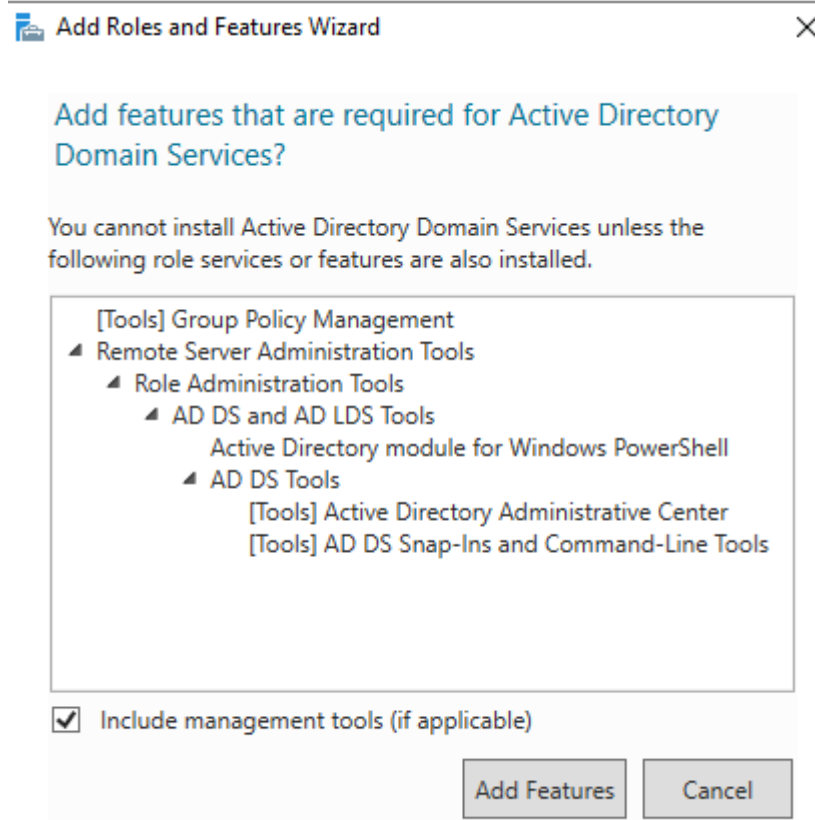 Add Roles and Features Wizard
Add features that are required for Active Directory
Domain Services?
You cannot install Active Directory Domain Services unless the
following role services or features are also installed.
[Tools] Group Policy Management
Remote Server Administration Tools
Role Administration Tools
AD DS and AD LDS Tools
Active Directory module for Windows PowerShell
AD DS Tools
[Tools] Active Directory Administrative Center
[Tools] AD DS Snap-Ins and Command-Line Tools
Include management tools (if applicable)
Add Features
Cancel